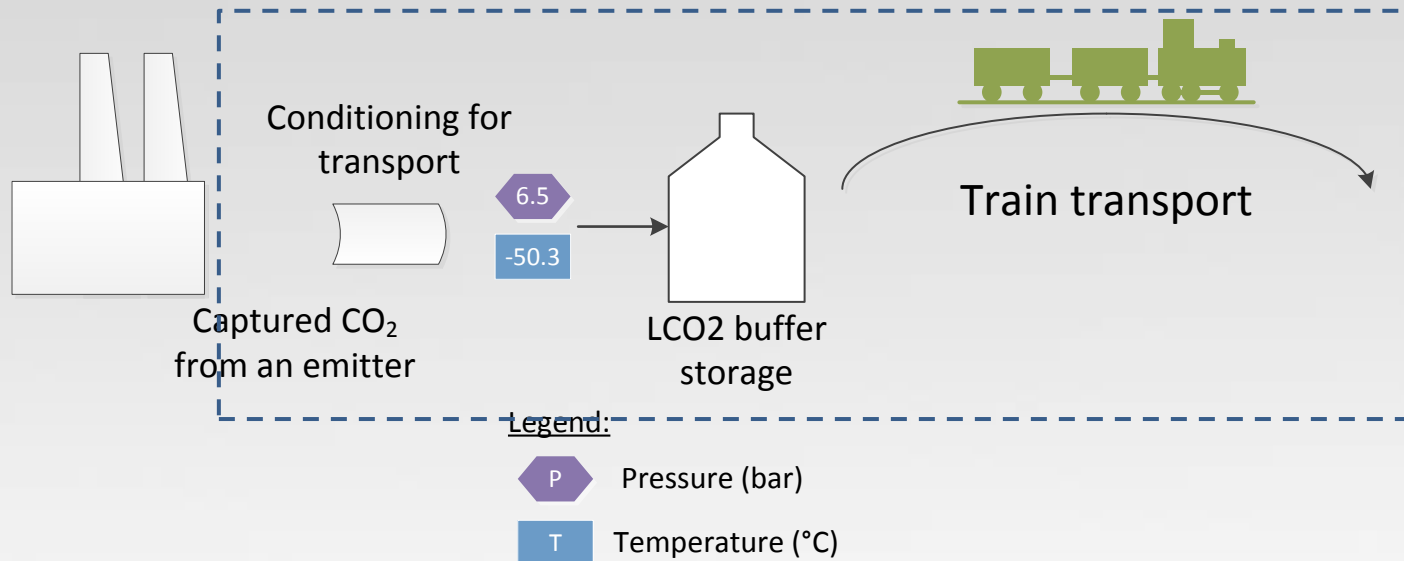 Conditioning for
transport
6.5
-50.3
Train transport
Captured CO₂
from an emitter
LCO2 buffer
storage
Legend:
P Pressure (bar)
T Temperature (°C)